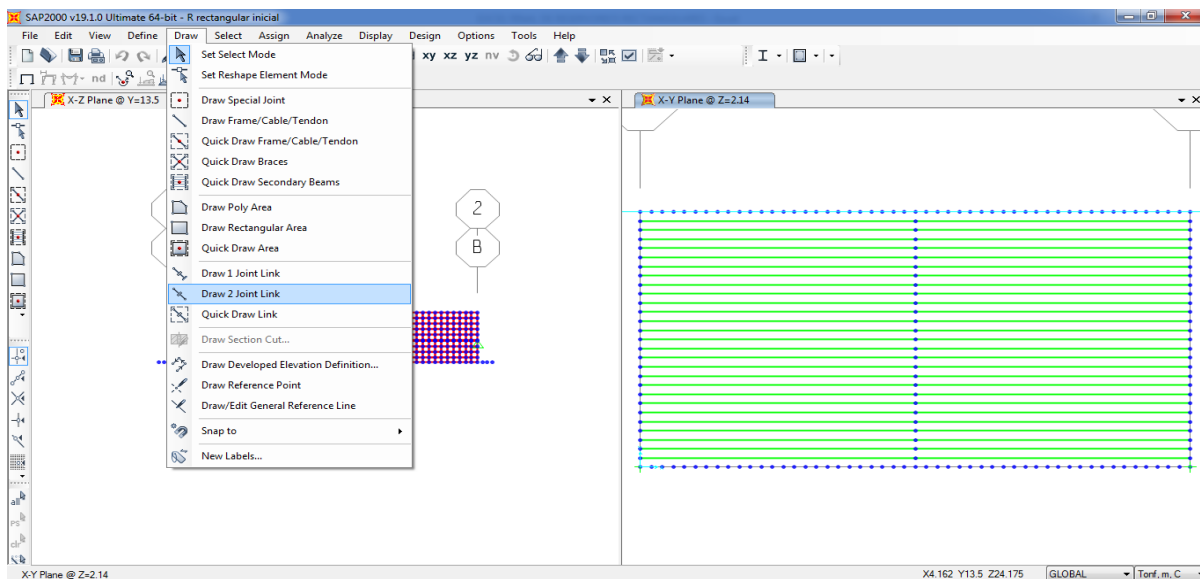 SAP2000 v19.1.0 Ultimate 64-bit - R rectangular inicial
File Edit View Define Draw Select Assign Analyze Display Design Options Tools Help
xy xz yz nv
nd
X-Z Plane @ Y=13.5
X-Y Plane @ Z=2.14
Set Select Mode
Set Reshape Element Mode
Draw Special Joint
Draw Frame/Cable/Tendon
Quick Draw Frame/Cable/Tendon
Quick Draw Braces
Quick Draw Secondary Beams
Draw Poly Area
Draw Rectangular Area
Quick Draw Area
Draw 1 Joint Link
Draw 2 Joint Link
Quick Draw Link
Draw Section Cut...
Draw Developed Elevation Definition...
Draw Reference Point
Draw/Edit General Reference Line
Snap to
New Labels...
2
B
all
ps
clr
X-Y Plane @ Z=2.14
X4.162 Y13.5 Z24.175
GLOBAL
Tonf, m, C